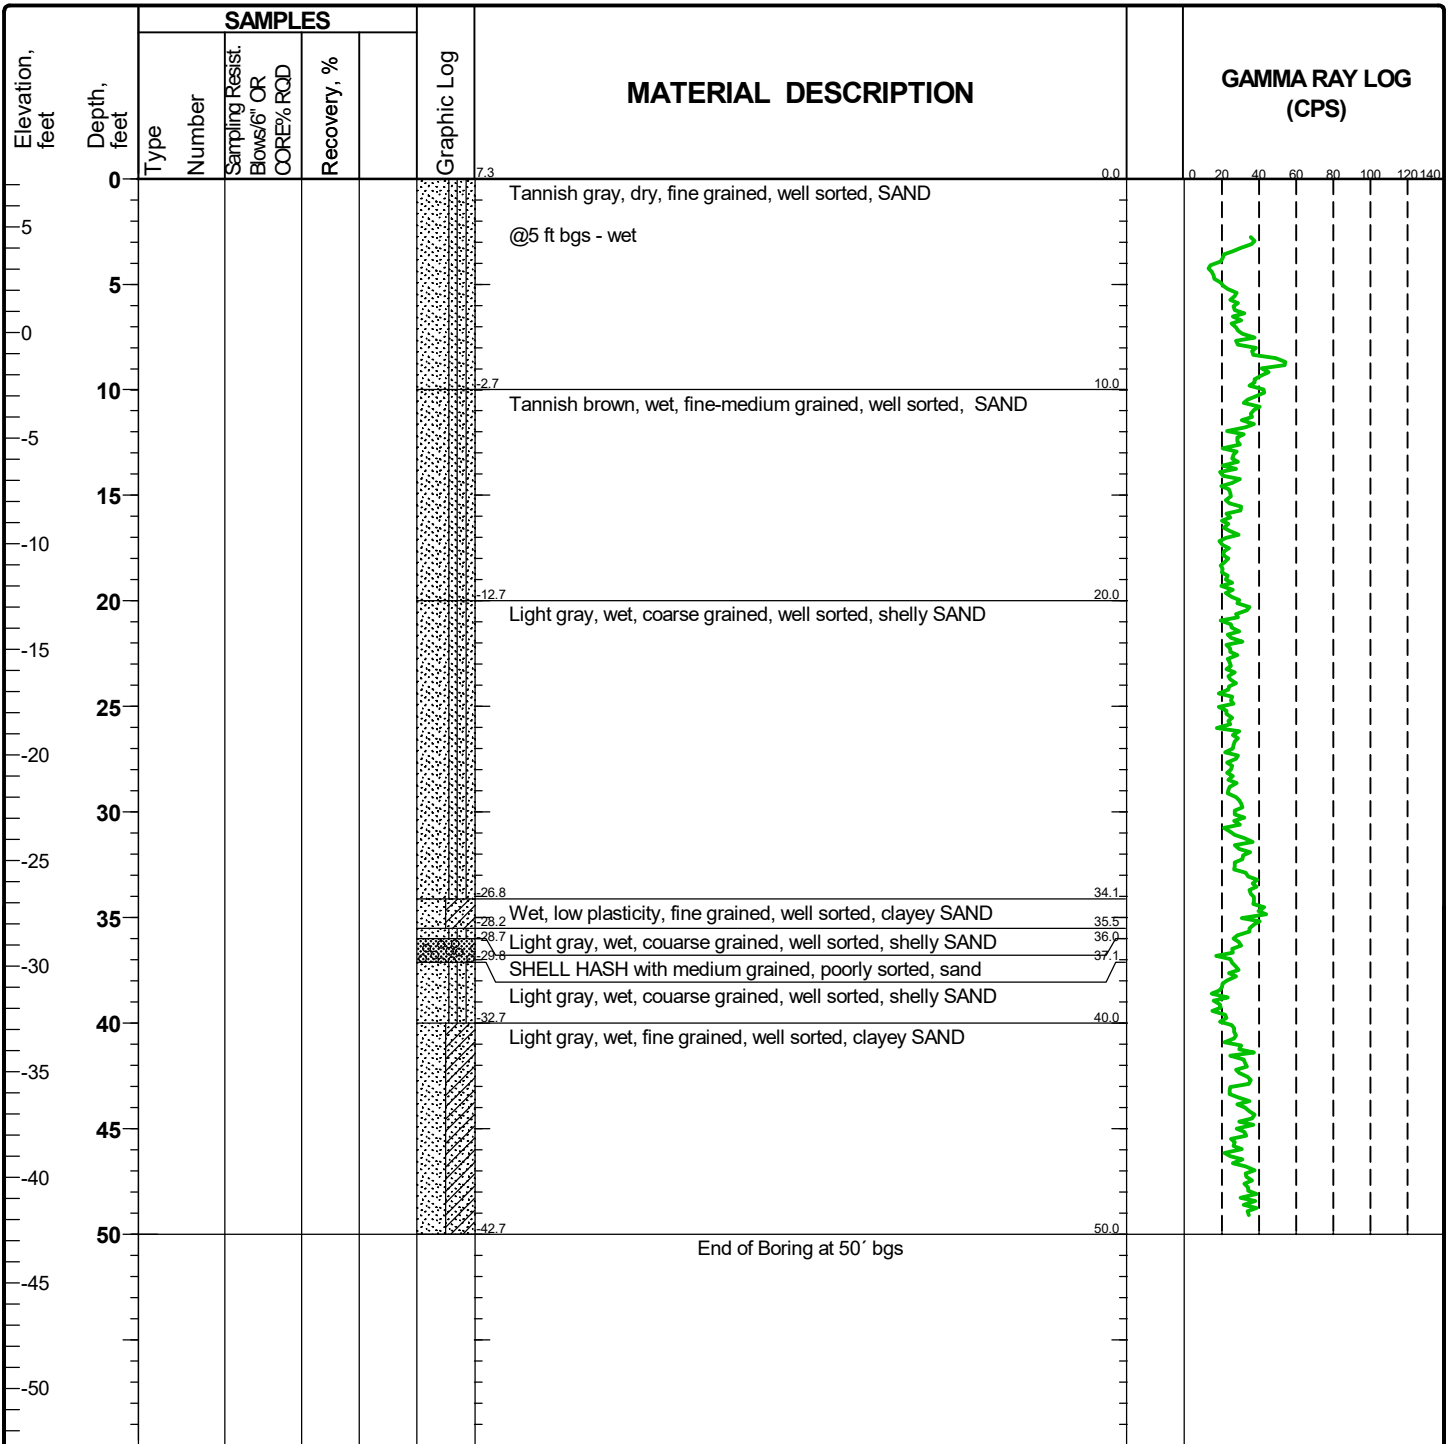 SAMPLES
Elevation,
feet
Depth,
feet
Type
Number
Sampling Resist.
Blows/6" OR
CORE% RQD
Recovery, %
Graphic Log
MATERIAL DESCRIPTION
GAMMA RAY LOG
(CPS)
0 7.3 0.0 0 20 40 60 80 100 120 140
Tannish gray, dry, fine grained, well sorted, SAND
5
@5 ft bgs - wet
5
0
10 -2.7 10.0
Tannish brown, wet, fine-medium grained, well sorted, SAND
-5
15
-10
20 -12.7 20.0
Light gray, wet, coarse grained, well sorted, shelly SAND
-15
25
-20
30
-25
-26.8 34.1
35
Wet, low plasticity, fine grained, well sorted, clayey SAND
-28.2 35.5
-28.7 36.0
Light gray, wet, couarse grained, well sorted, shelly SAND
-29.8 37.1
-30
SHELL HASH with medium grained, poorly sorted, sand
Light gray, wet, couarse grained, well sorted, shelly SAND
40 -32.7 40.0
Light gray, wet, fine grained, well sorted, clayey SAND
-35
45
-40
50 -42.7 50.0
End of Boring at 50´ bgs
-45
-50